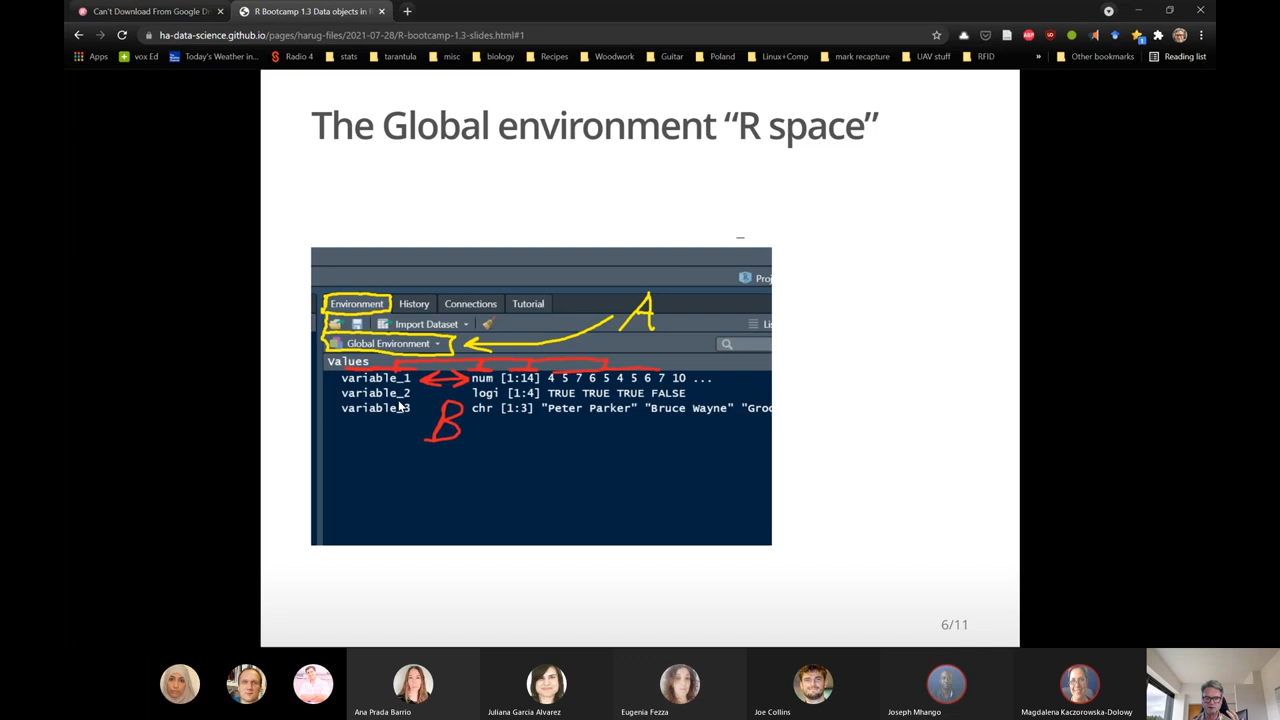 Can't Download From Google D
R Bootcamp 1.3 Data objects in R
ha-data-science.github.io/pages/harug-files/2021-07-28/R-bootcamp-1.3-slides.html#1
Apps vox Ed Today's Weather in... Radio 4 stats tarantula misc biology Recipes Woodwork Guitar Poland Linux+Comp mark recapture UAV stuff RFID » Other bookmarks Reading list
The Global environment “R space”
Proj
Environment History Connections Tutorial
A
Import Dataset Lis
Global Environment
Values
variable_1 num [1:14] 4 5 7 6 5 4 5 6 7 10 ...
variable_2 logi [1:4] TRUE TRUE TRUE FALSE
variable_3 chr [1:3] "Peter Parker" "Bruce Wayne" "Groo
B
6/11
Ana Prada Barrio Juliana Garcia Alvarez Eugenia Fezza Joe Collins Joseph Mhango Magdalena Kaczorowska-Dolowy